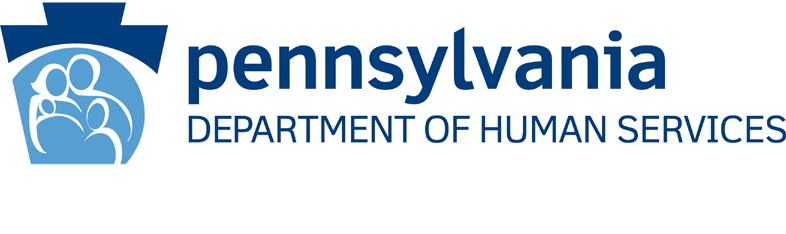 pennsylvania
DEPARTMENT OF HUMAN SERVICES